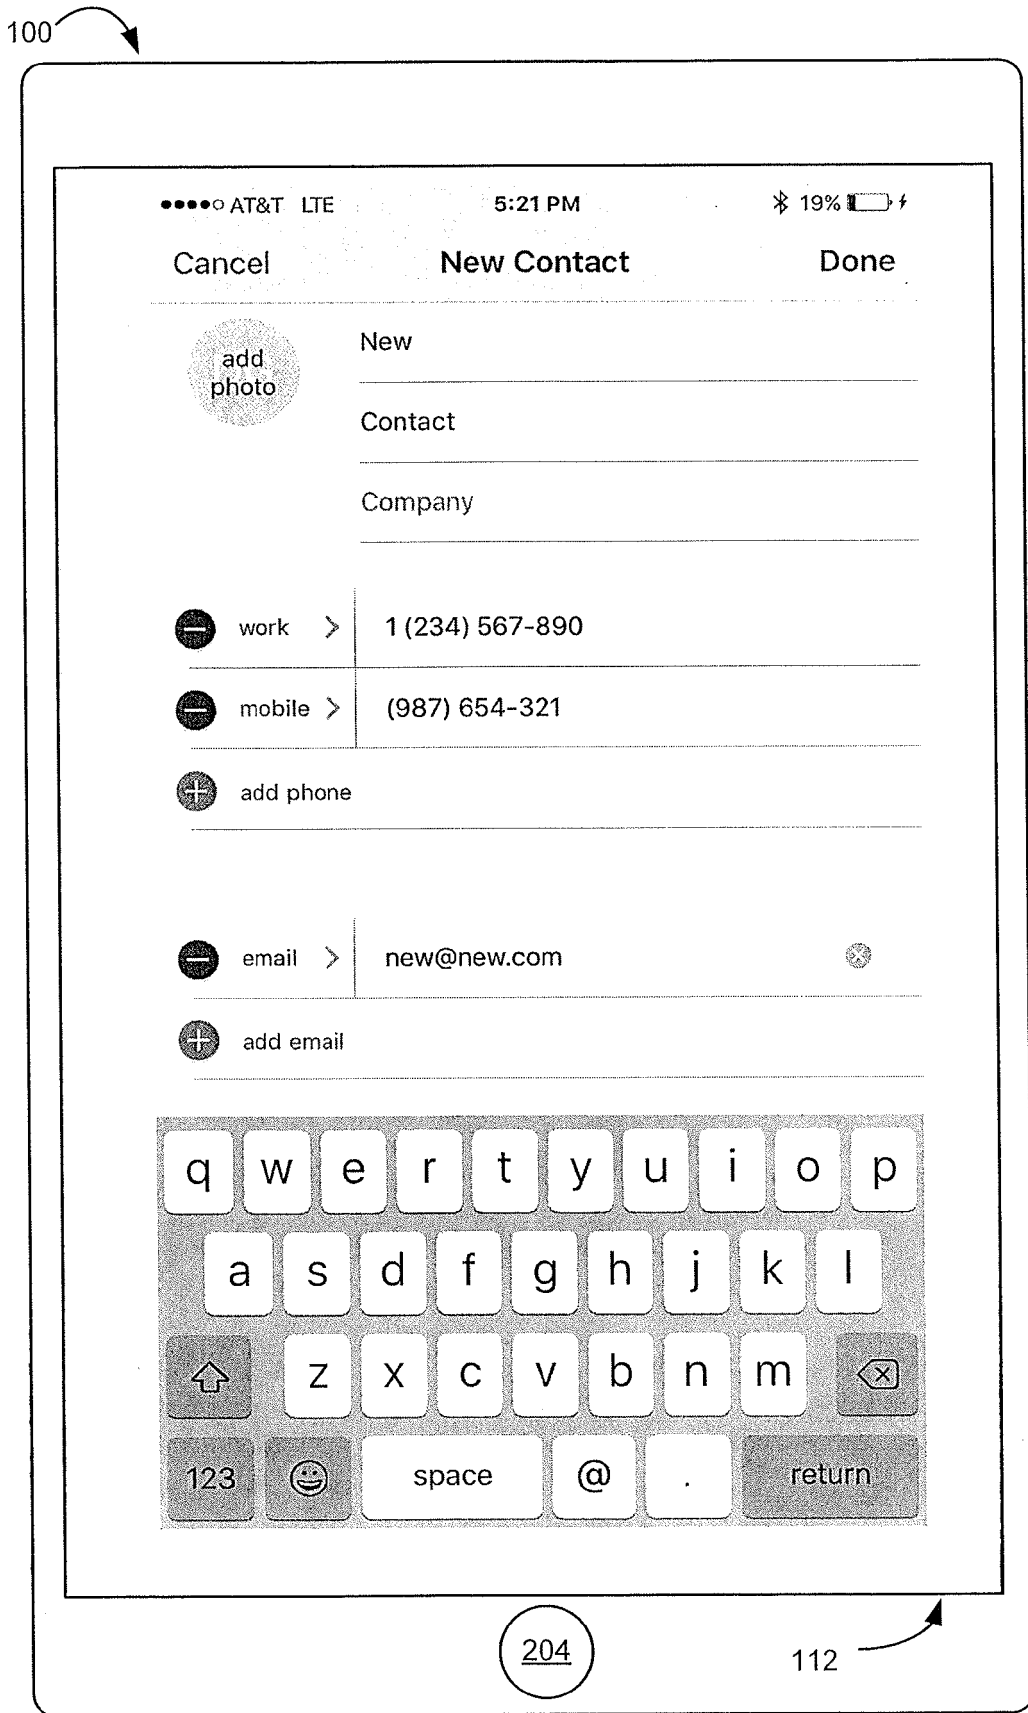 100
AT&T LTE 5:21 PM 19%
Cancel New Contact Done
add
photo
New
Contact
Company
work 1 (234) 567-890
mobile (987) 654-321
add phone
email new@new.com
add email
q w e r t y u i o p
a s d f g h j k l
z x c v b n m
123 space @ . return
204
112